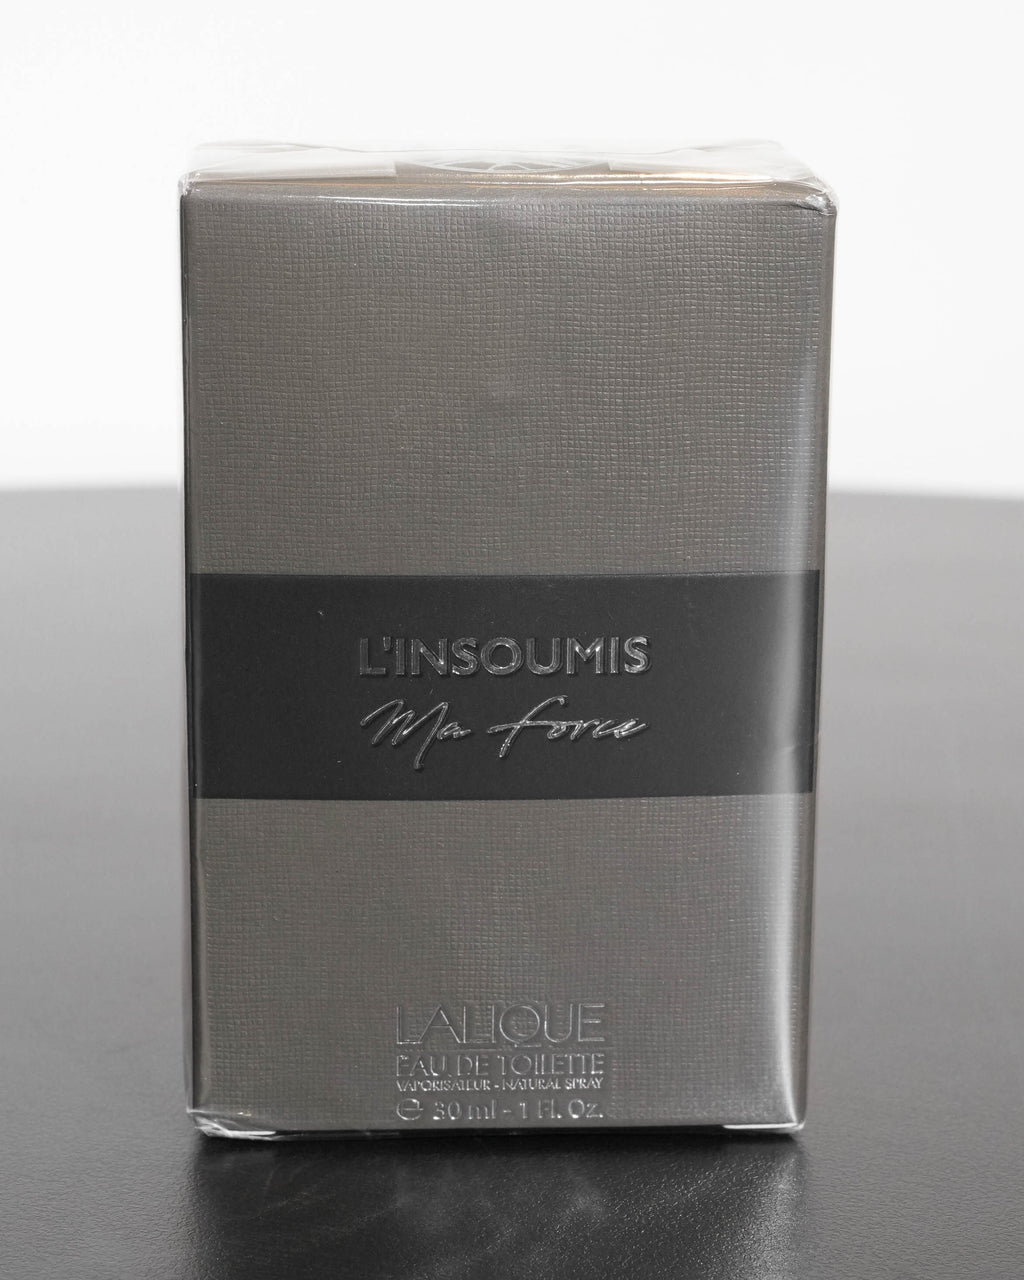 L'INSOUMIS
Ma force
LALIQUE
EAU DE TOILETTE
VAPORISATEUR - NATURAL SPRAY
℮ 30 ml - 1 Fl. Oz.